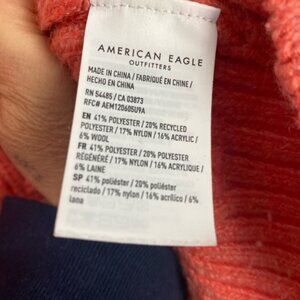 AMERICAN EAGLE
OUTFITTERS
MADE IN CHINA / FABRIQUÉ EN CHINE /
HECHO EN CHINA
RN 54485 / CA 03873
RFC# AEM120605U9A
EN 41% POLYESTER / 20% RECYCLED
POLYESTER / 17% NYLON / 16% ACRYLIC /
6% WOOL
FR 41% POLYESTER / 20% POLYESTER
RÉGÉNÉRÉ / 17% NYLON / 16% ACRYLIQUE /
6% LAINE
SP 41% poliéster / 20% poliéster
reciclado / 17% nylon / 16% acrílico / 6%
lana